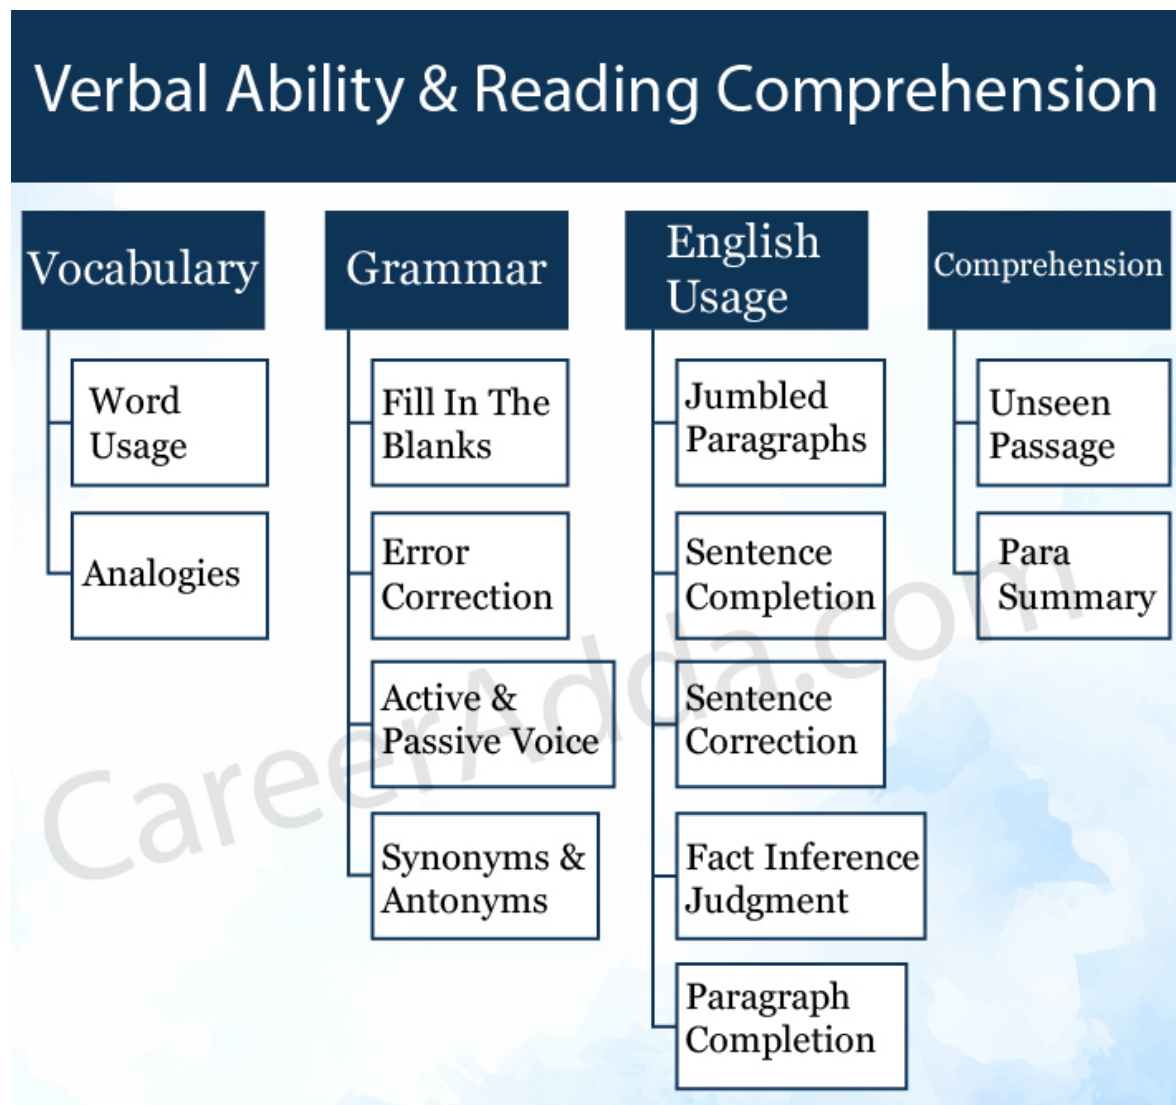 Verbal Ability & Reading Comprehension
Vocabulary
Word
Usage
Analogies
Grammar
Fill In The
Blanks
Error
Correction
Active &
Passive Voice
Synonyms &
Antonyms
English
Usage
Jumbled
Paragraphs
Sentence
Completion
Sentence
Correction
Fact Inference
Judgment
Paragraph
Completion
Comprehension
Unseen
Passage
Para
Summary
CareerAdda.com